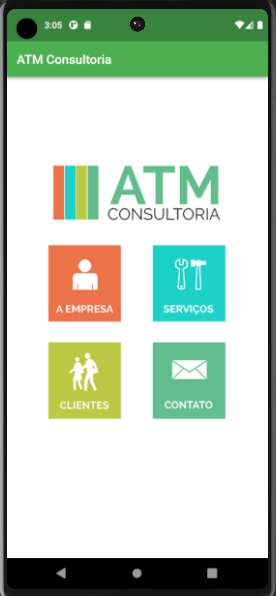 3:05
ATM Consultoria
ATM
CONSULTORIA
A EMPRESA
SERVIÇOS
CLIENTES
CONTATO